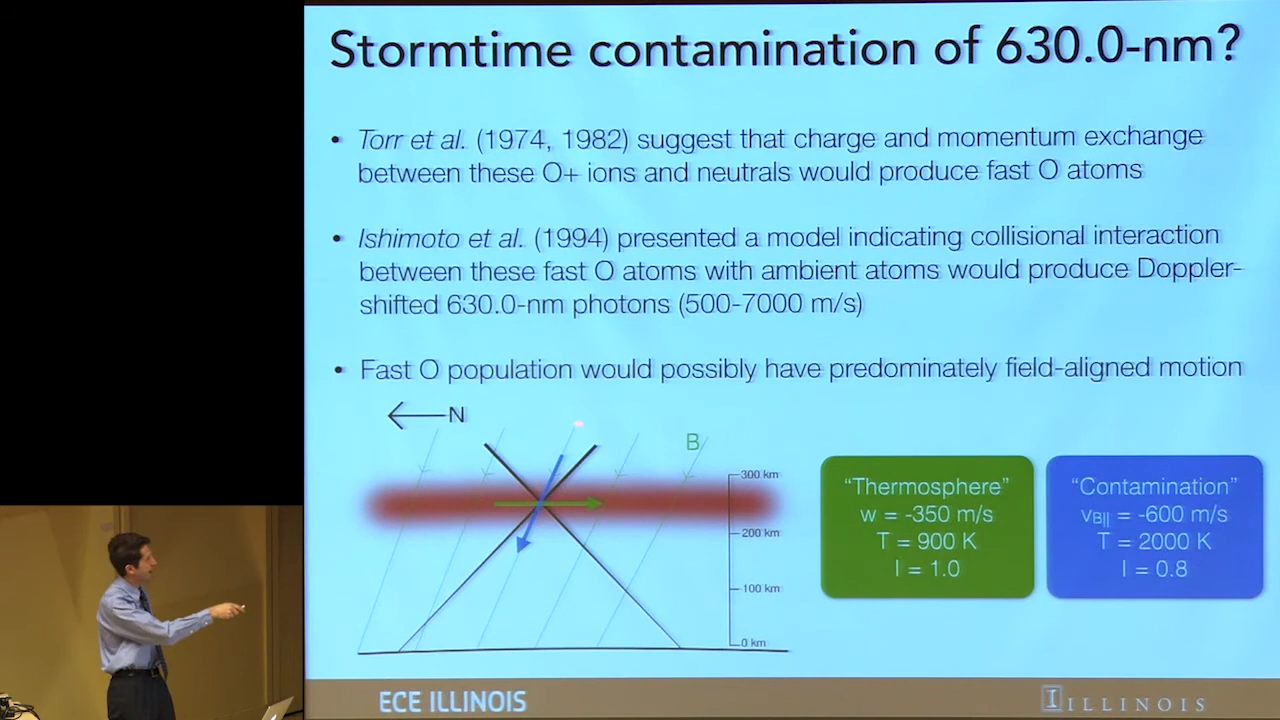 Stormtime contamination of 630.0-nm?
• Torr et al. (1974, 1982) suggest that charge and momentum exchange
between these O+ ions and neutrals would produce fast O atoms
• Ishimoto et al. (1994) presented a model indicating collisional interaction
between these fast O atoms with ambient atoms would produce Doppler-
shifted 630.0-nm photons (500-7000 m/s)
• Fast O population would possibly have predominately field-aligned motion
N
B
300 km
200 km
100 km
0 km
“Thermosphere”
w = -350 m/s
T = 900 K
I = 1.0
“Contamination”
vB|| = -600 m/s
T = 2000 K
I = 0.8
ECE ILLINOIS
I ILLINOIS